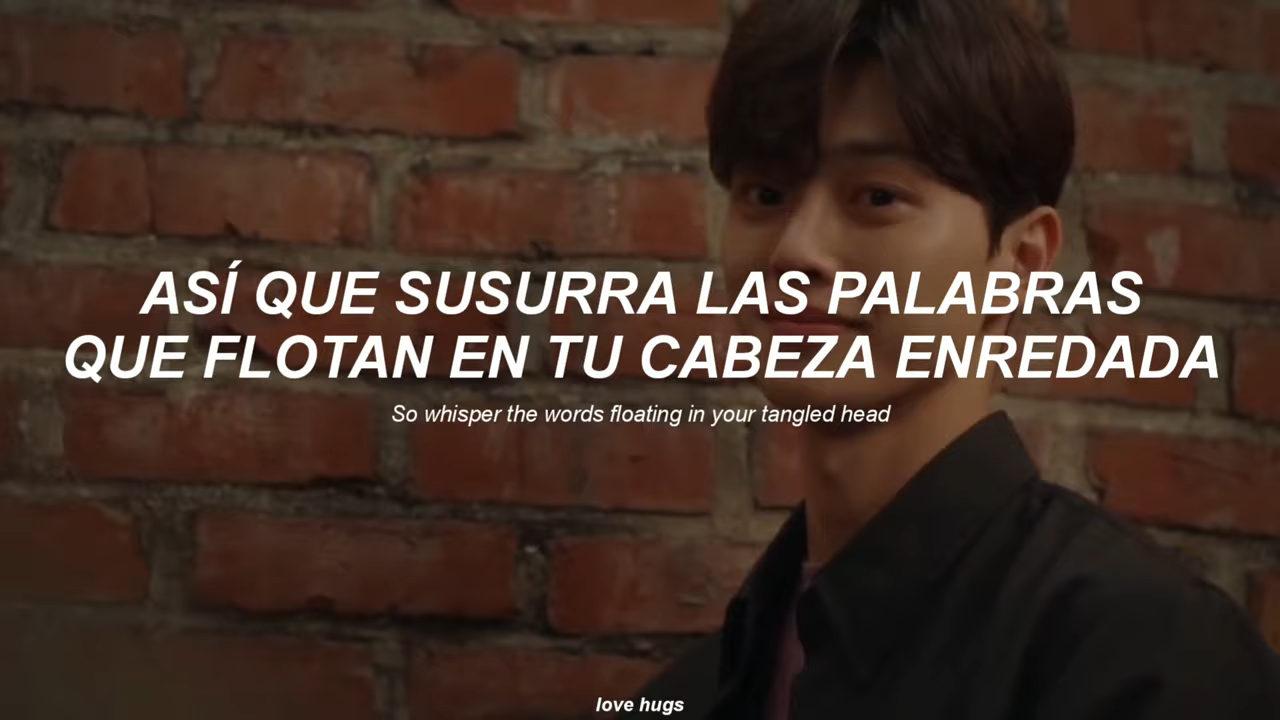 ASÍ QUE SUSURRA LAS PALABRAS
QUE FLOTAN EN TU CABEZA ENREDADA
So whisper the words floating in your tangled head
love hugs